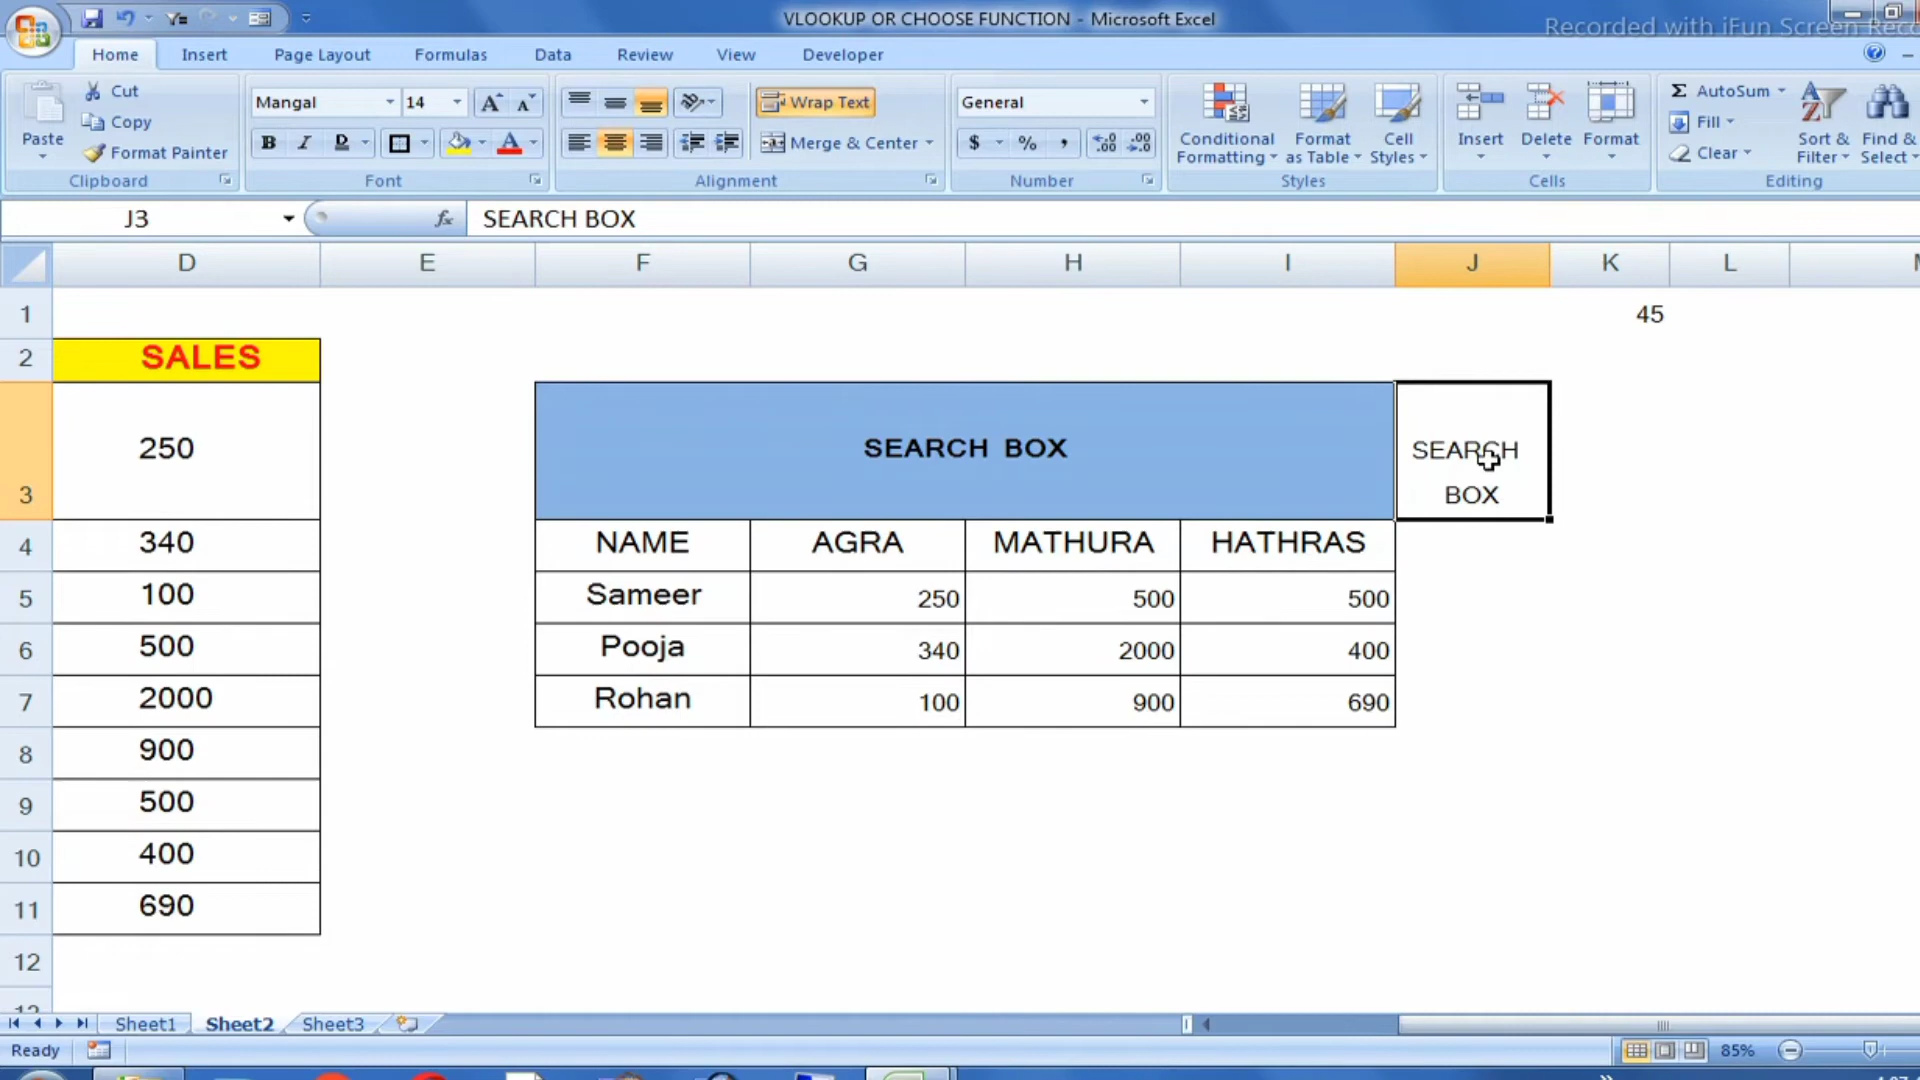 VLOOKUP OR CHOOSE FUNCTION - Microsoft Excel
Recorded with iFun Screen
Home Insert Page Layout Formulas Data Review View Developer
Paste
Cut
Copy
Format Painter
Clipboard
Mangal 14
B I D A
Font
Wrap Text
Merge & Center
Alignment
General
$ % ,
Number
Conditional Formatting
Format as Table
Cell Styles
Styles
Insert Delete Format
Cells
Σ AutoSum
Fill
Clear
Sort & Filter
Find & Select
Editing
J3 fx SEARCH BOX
D E F G H I J K L
1 45
2 SALES
3 250 SEARCH BOX SEARCH BOX
4 340 NAME AGRA MATHURA HATHRAS
5 100 Sameer 250 500 500
6 500 Pooja 340 2000 400
7 2000 Rohan 100 900 690
8 900
9 500
10 400
11 690
12
Sheet1 Sheet2 Sheet3
Ready 85%